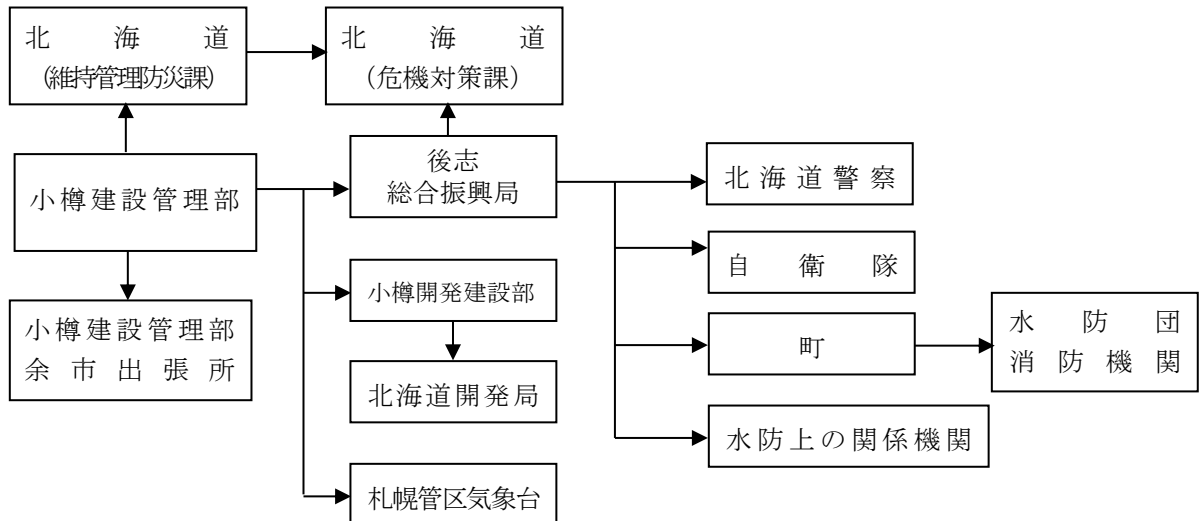 北海道
(維持管理防災課)
北海道
(危機対策課)
小樽建設管理部
後志
総合振興局
北海道警察
小樽開発建設部
自衛隊
小樽建設管理部
余市出張所
町
水防団
消防機関
北海道開発局
水防上の関係機関
札幌管区気象台